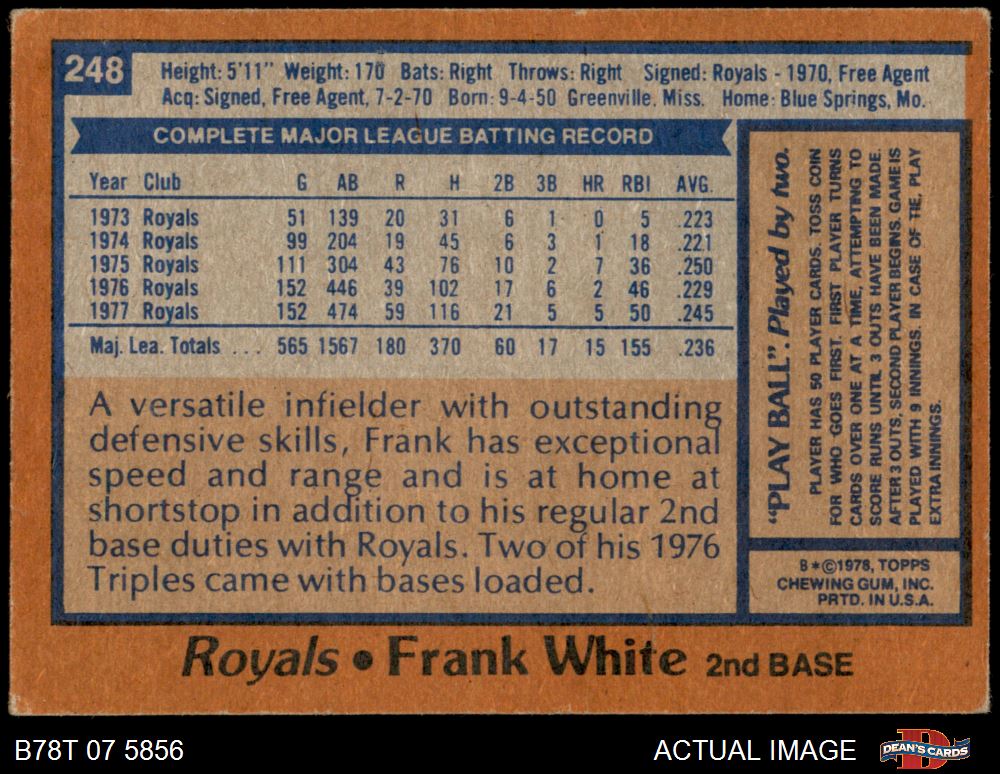 248
Height: 5'11" Weight: 170 Bats: Right Throws: Right Signed: Royals - 1970, Free Agent
Acq: Signed, Free Agent, 7-2-70 Born: 9-4-50 Greenville, Miss. Home: Blue Springs, Mo.
COMPLETE MAJOR LEAGUE BATTING RECORD
Year Club G AB R H 2B 3B HR RBI AVG.
1973 Royals 51 139 20 31 6 1 0 5 .223
1974 Royals 99 204 19 45 6 3 1 18 .221
1975 Royals 111 304 43 76 10 2 7 36 .250
1976 Royals 152 446 39 102 17 6 2 46 .229
1977 Royals 152 474 59 116 21 5 5 50 .245
Maj. Lea. Totals ... 565 1567 180 370 60 17 15 155 .236
A versatile infielder with outstanding
defensive skills, Frank has exceptional
speed and range and is at home at
shortstop in addition to his regular 2nd
base duties with Royals. Two of his 1976
Triples came with bases loaded.
"PLAY BALL". Played by two.
PLAYER HAS 50 PLAYER CARDS. TOSS COIN
FOR WHO GOES FIRST. FIRST PLAYER TURNS
CARDS OVER ONE AT A TIME, ATTEMPTING TO
SCORE RUNS UNTIL 3 OUTS HAVE BEEN MADE.
AFTER 3 OUTS, SECOND PLAYER BEGINS. GAME IS
PLAYED WITH 9 INNINGS. IN CASE OF TIE, PLAY
EXTRA INNINGS.
B*©1978, TOPPS
CHEWING GUM, INC.
PRTD. IN U.S.A.
Royals • Frank White 2nd BASE
B78T 07 5856
ACTUAL IMAGE
DEAN'S CARDS